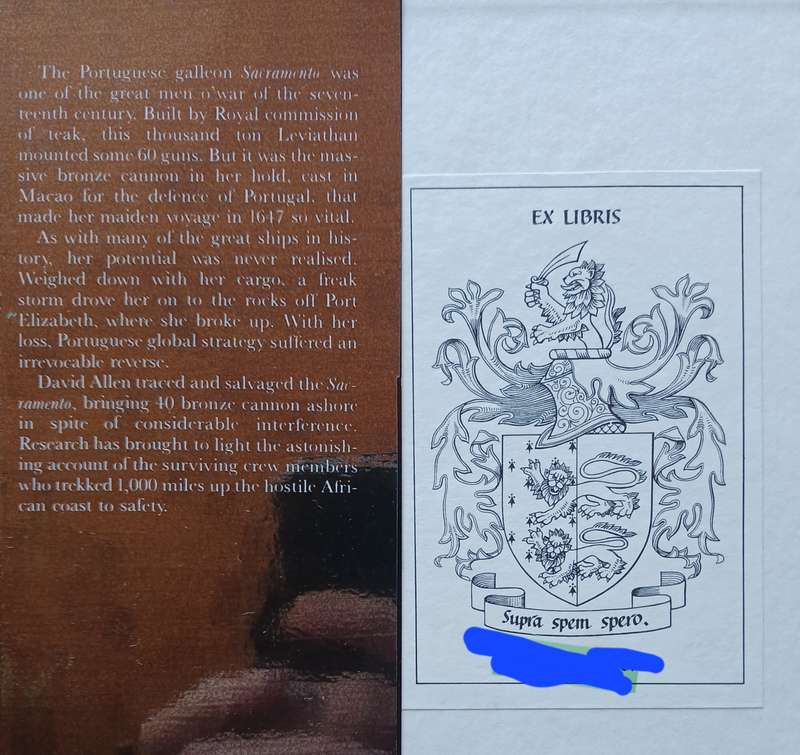 The Portuguese galleon Sacramento was
one of the great men o'war of the seven-
teenth century. Built by Royal commission
of teak, this thousand ton Leviathan
mounted some 60 guns. But it was the mas-
sive bronze cannon in her hold, cast in
Macao for the defence of Portugal, that
made her maiden voyage in 1647 so vital.
As with many of the great ships in his-
tory, her potential was never realised.
Weighed down with her cargo, a freak
storm drove her on to the rocks off Port
Elizabeth, where she broke up. With her
loss, Portuguese global strategy suffered an
irrevocable reverse.
David Allen traced and salvaged the Sac-
ramento, bringing 40 bronze cannon ashore
in spite of considerable interference.
Research has brought to light the astonish-
ing account of the surviving crew members
who trekked 1,000 miles up the hostile Afri-
can coast to safety.
EX LIBRIS
Supra spem spero.